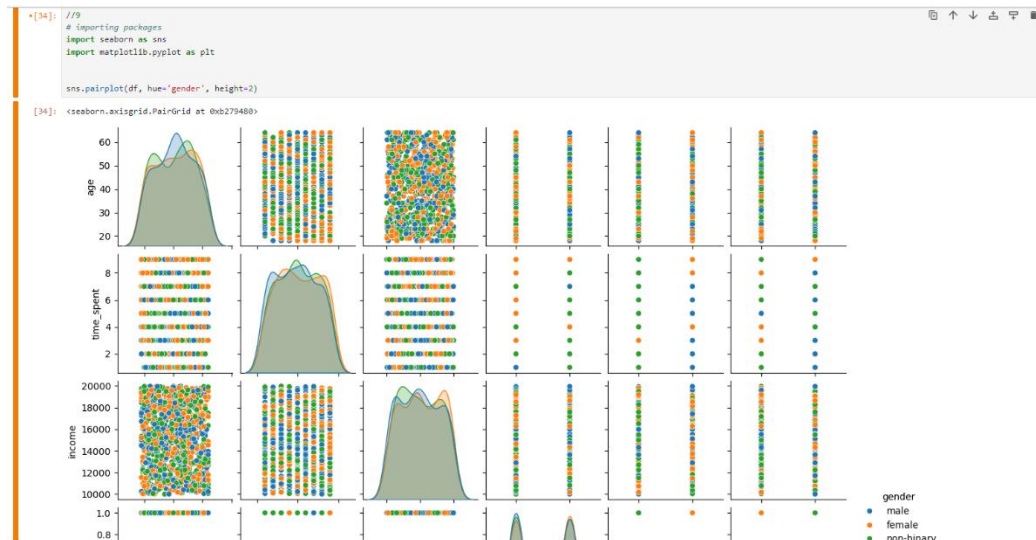 •[34]: //9
# importing packages
import seaborn as sns
import matplotlib.pyplot as plt
sns.pairplot(df, hue='gender', height=2)
[34]: <seaborn.axisgrid.PairGrid at 0xb279480>
60
50
40
30
20
age
8
6
4
2
time_spent
20000
18000
16000
14000
12000
10000
income
1.0
0.8
gender
male
female
non-binary